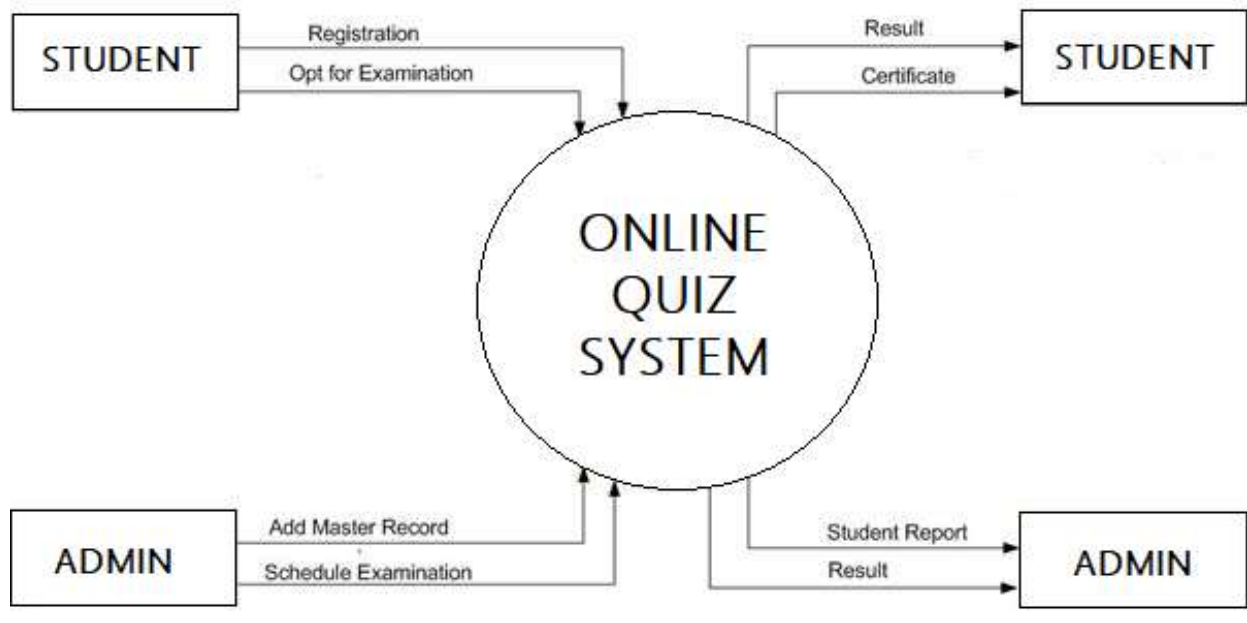 STUDENT
Registration
Opt for Examination
Result
Certificate
STUDENT
ONLINE
QUIZ
SYSTEM
ADMIN
Add Master Record
Schedule Examination
Student Report
Result
ADMIN